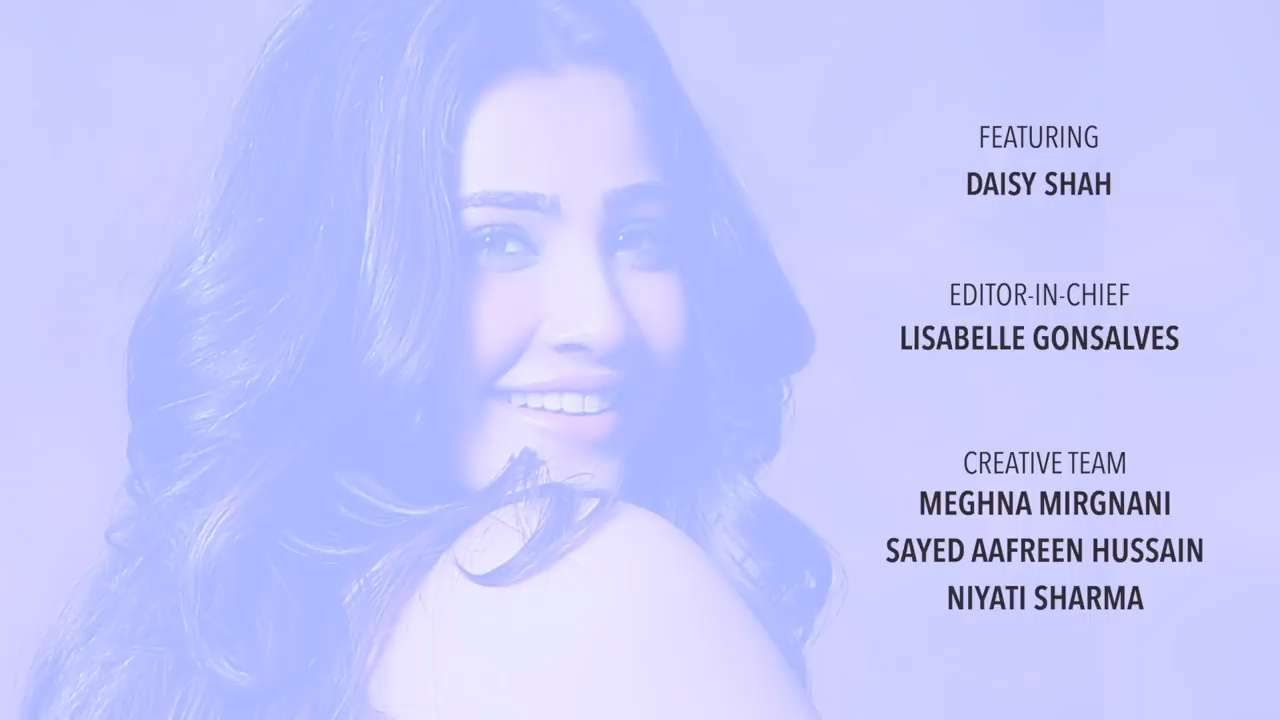 FEATURING
DAISY SHAH
EDITOR-IN-CHIEF
LISABELLE GONSALVES
CREATIVE TEAM
MEGHNA MIRGNANI
SAYED AAFREEN HUSSAIN
NIYATI SHARMA